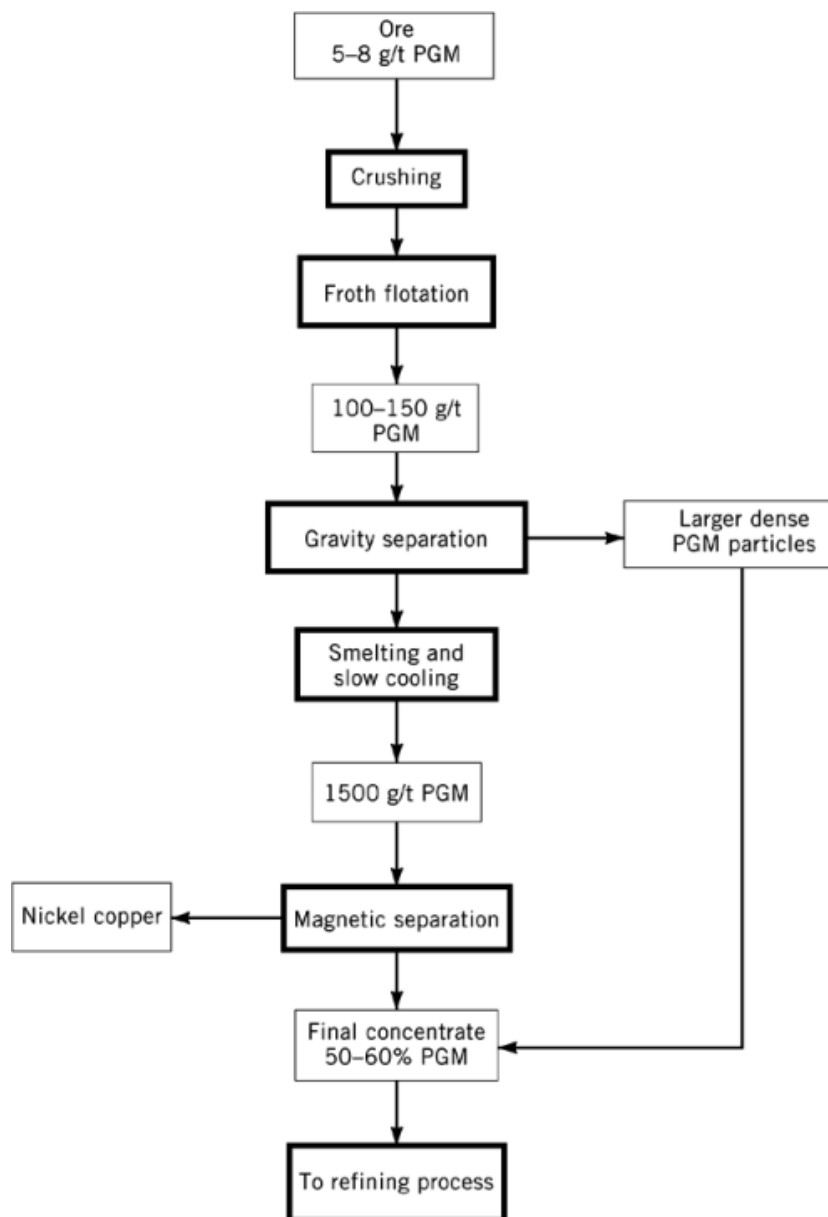 Ore
5–8 g/t PGM
Crushing
Froth flotation
100–150 g/t
PGM
Gravity separation
Larger dense
PGM particles
Smelting and
slow cooling
1500 g/t PGM
Nickel copper
Magnetic separation
Final concentrate
50–60% PGM
To refining process